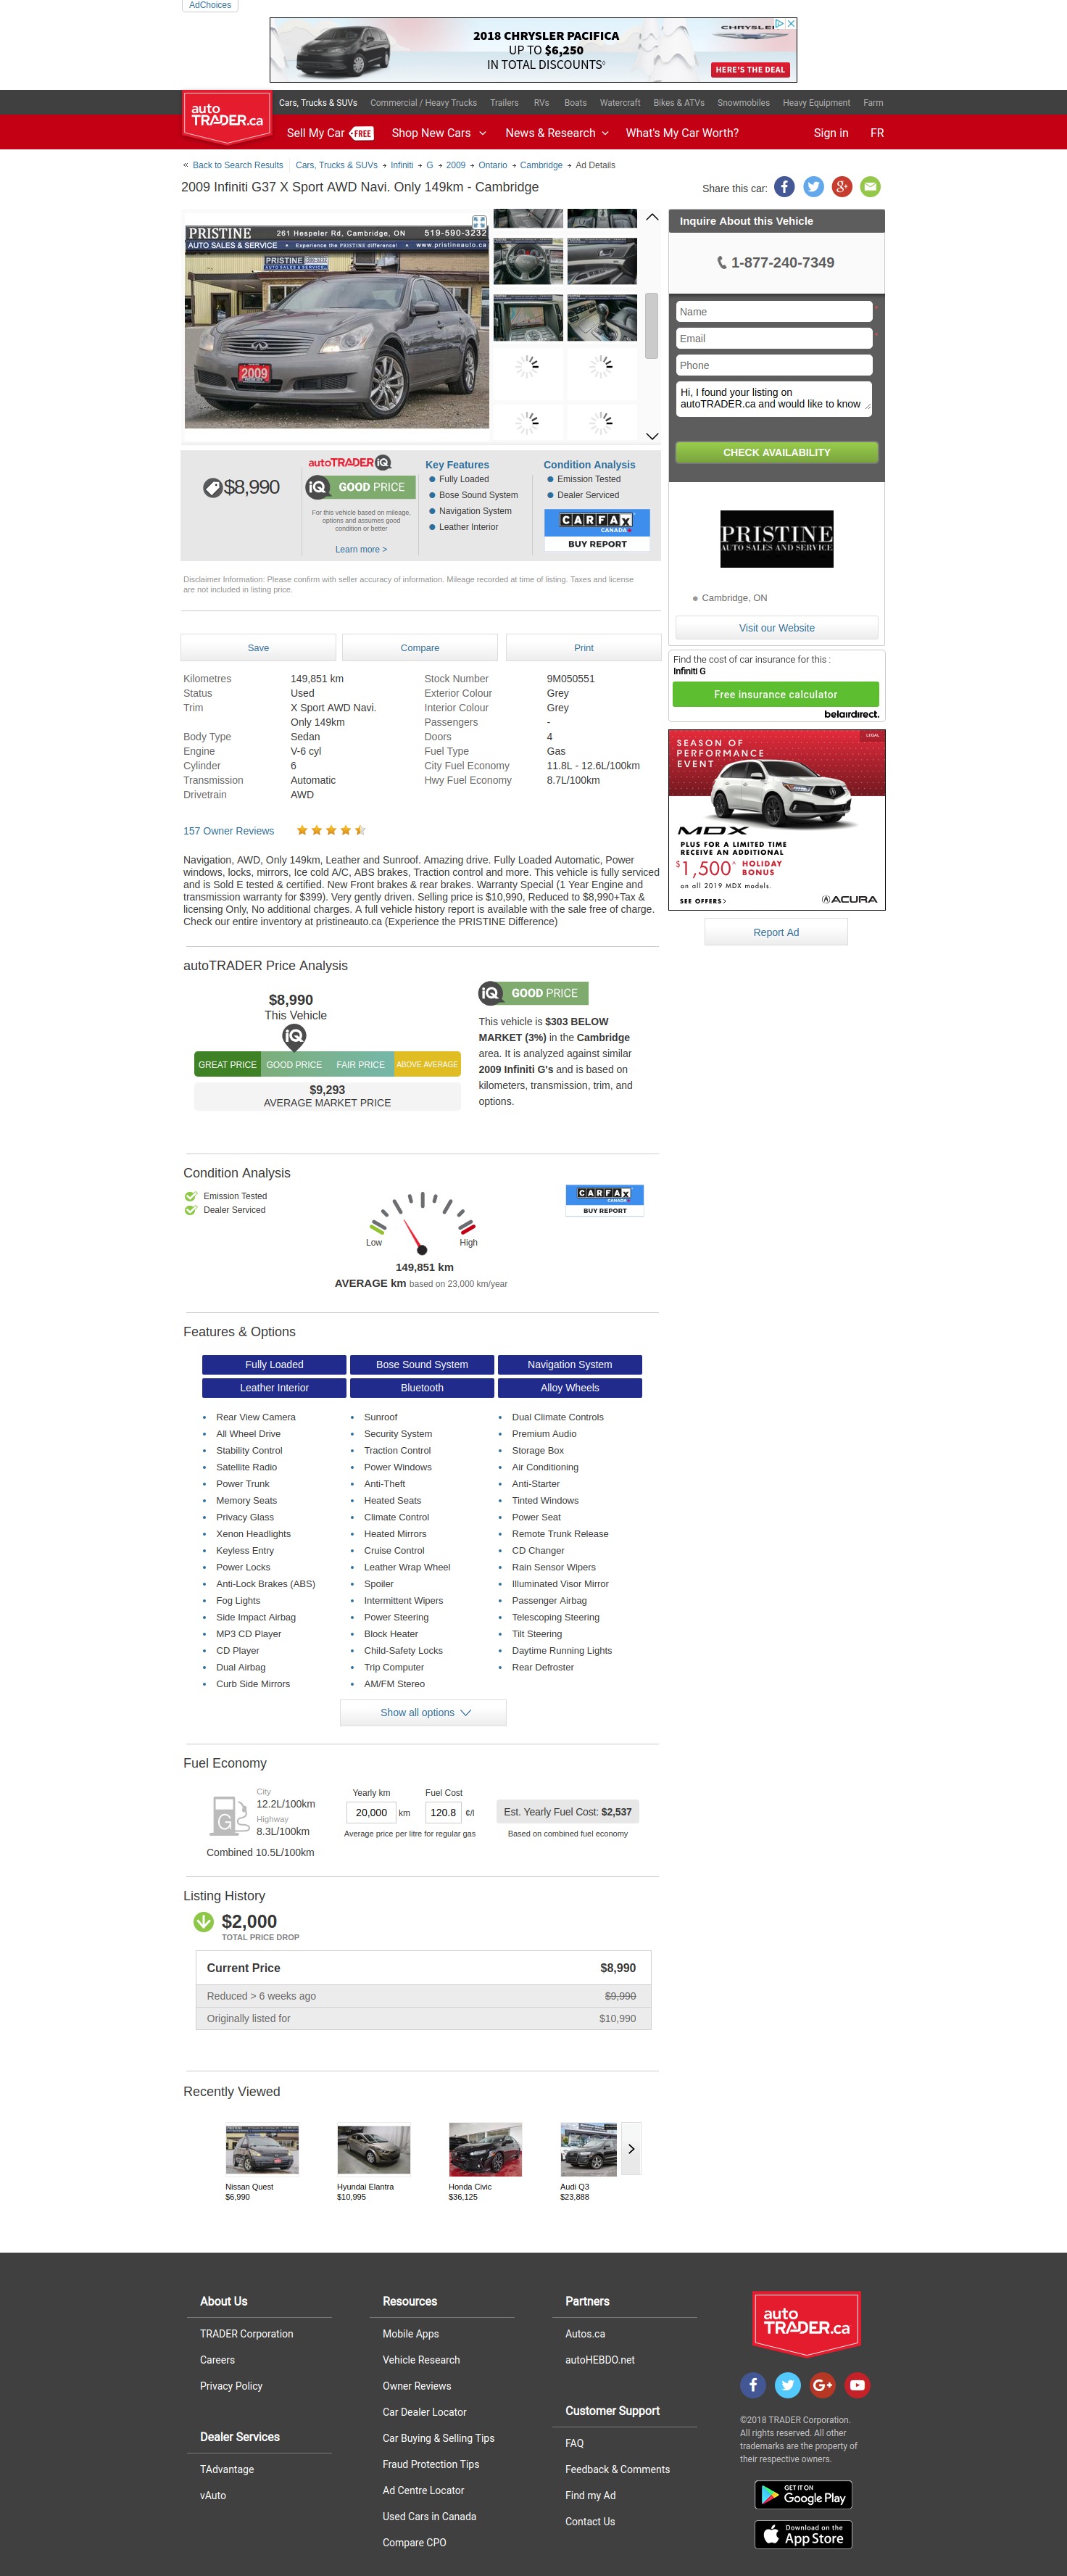 AdChoices
2018 CHRYSLER PACIFICA
UP TO $6,250
IN TOTAL DISCOUNTS◊
CHRYSLER
HERE'S THE DEAL
auto
TRADER.ca
Cars, Trucks & SUVs Commercial / Heavy Trucks Trailers RVs Boats Watercraft Bikes & ATVs Snowmobiles Heavy Equipment Farm
Sell My Car FREE Shop New Cars News & Research What's My Car Worth? Sign in FR
« Back to Search Results Cars, Trucks & SUVs → Infiniti → G → 2009 → Ontario → Cambridge → Ad Details
2009 Infiniti G37 X Sport AWD Navi. Only 149km - Cambridge
Share this car:
PRISTINE 261 Hespeler Rd, Cambridge, ON 519-590-3232
AUTO SALES & SERVICE • Experience the PRISTINE difference! • www.pristineauto.ca
PRISTINE
AUTO SALES & SERVICE
2009
Inquire About this Vehicle
1-877-240-7349
Name
Email
Phone
Hi, I found your listing on
autoTRADER.ca and would like to know
CHECK AVAILABILITY
PRISTINE
AUTO SALES AND SERVICE
Cambridge, ON
Visit our Website
$8,990
autoTRADER iQ
iQ GOOD PRICE
For this vehicle based on mileage,
options and assumes good
condition or better
Learn more >
Key Features
Fully Loaded
Bose Sound System
Navigation System
Leather Interior
Condition Analysis
Emission Tested
Dealer Serviced
CARFAX
CANADA
BUY REPORT
Disclaimer Information: Please confirm with seller accuracy of information. Mileage recorded at time of listing. Taxes and license
are not included in listing price.
Save Compare Print
Kilometres 149,851 km Stock Number 9M050551
Status Used Exterior Colour Grey
Trim X Sport AWD Navi. Interior Colour Grey
Only 149km Passengers -
Body Type Sedan Doors 4
Engine V-6 cyl Fuel Type Gas
Cylinder 6 City Fuel Economy 11.8L - 12.6L/100km
Transmission Automatic Hwy Fuel Economy 8.7L/100km
Drivetrain AWD
157 Owner Reviews
Navigation, AWD, Only 149km, Leather and Sunroof. Amazing drive. Fully Loaded Automatic, Power
windows, locks, mirrors, Ice cold A/C, ABS brakes, Traction control and more. This vehicle is fully serviced
and is Sold E tested & certified. New Front brakes & rear brakes. Warranty Special (1 Year Engine and
transmission warranty for $399). Very gently driven. Selling price is $10,990, Reduced to $8,990+Tax &
licensing Only, No additional charges. A full vehicle history report is available with the sale free of charge.
Check our entire inventory at pristineauto.ca (Experience the PRISTINE Difference)
Find the cost of car insurance for this :
Infiniti G
Free insurance calculator
belairdirect.
LEGAL
SEASON OF
PERFORMANCE
EVENT
MDX
PLUS FOR A LIMITED TIME
RECEIVE AN ADDITIONAL
$1,500^ HOLIDAY
BONUS
on all 2019 MDX models.
SEE OFFERS>
ACURA
Report Ad
autoTRADER Price Analysis
$8,990
This Vehicle
iQ
GREAT PRICE GOOD PRICE FAIR PRICE ABOVE AVERAGE
$9,293
AVERAGE MARKET PRICE
iQ GOOD PRICE
This vehicle is $303 BELOW
MARKET (3%) in the Cambridge
area. It is analyzed against similar
2009 Infiniti G's and is based on
kilometers, transmission, trim, and
options.
Condition Analysis
Emission Tested
Dealer Serviced
Low High
149,851 km
AVERAGE km based on 23,000 km/year
CARFAX
CANADA
BUY REPORT
Features & Options
Fully Loaded Bose Sound System Navigation System
Leather Interior Bluetooth Alloy Wheels
Rear View Camera Sunroof Dual Climate Controls
All Wheel Drive Security System Premium Audio
Stability Control Traction Control Storage Box
Satellite Radio Power Windows Air Conditioning
Power Trunk Anti-Theft Anti-Starter
Memory Seats Heated Seats Tinted Windows
Privacy Glass Climate Control Power Seat
Xenon Headlights Heated Mirrors Remote Trunk Release
Keyless Entry Cruise Control CD Changer
Power Locks Leather Wrap Wheel Rain Sensor Wipers
Anti-Lock Brakes (ABS) Spoiler Illuminated Visor Mirror
Fog Lights Intermittent Wipers Passenger Airbag
Side Impact Airbag Power Steering Telescoping Steering
MP3 CD Player Block Heater Tilt Steering
CD Player Child-Safety Locks Daytime Running Lights
Dual Airbag Trip Computer Rear Defroster
Curb Side Mirrors AM/FM Stereo
Show all options
Fuel Economy
City
12.2L/100km
Highway
8.3L/100km
G
Combined 10.5L/100km
Yearly km Fuel Cost
20,000 km 120.8 ¢/l
Average price per litre for regular gas
Est. Yearly Fuel Cost: $2,537
Based on combined fuel economy
Listing History
$2,000
TOTAL PRICE DROP
Current Price $8,990
Reduced > 6 weeks ago $9,990
Originally listed for $10,990
Recently Viewed
Nissan Quest Hyundai Elantra Honda Civic Audi Q3
$6,990 $10,995 $36,125 $23,888
About Us
TRADER Corporation
Careers
Privacy Policy
Dealer Services
TAdvantage
vAuto
Resources
Mobile Apps
Vehicle Research
Owner Reviews
Car Dealer Locator
Car Buying & Selling Tips
Fraud Protection Tips
Ad Centre Locator
Used Cars in Canada
Compare CPO
Partners
Autos.ca
autoHEBDO.net
Customer Support
FAQ
Feedback & Comments
Find my Ad
Contact Us
auto
TRADER.ca
©2018 TRADER Corporation.
All rights reserved. All other
trademarks are the property of
their respective owners.
GET IT ON
Google Play
Download on the
App Store